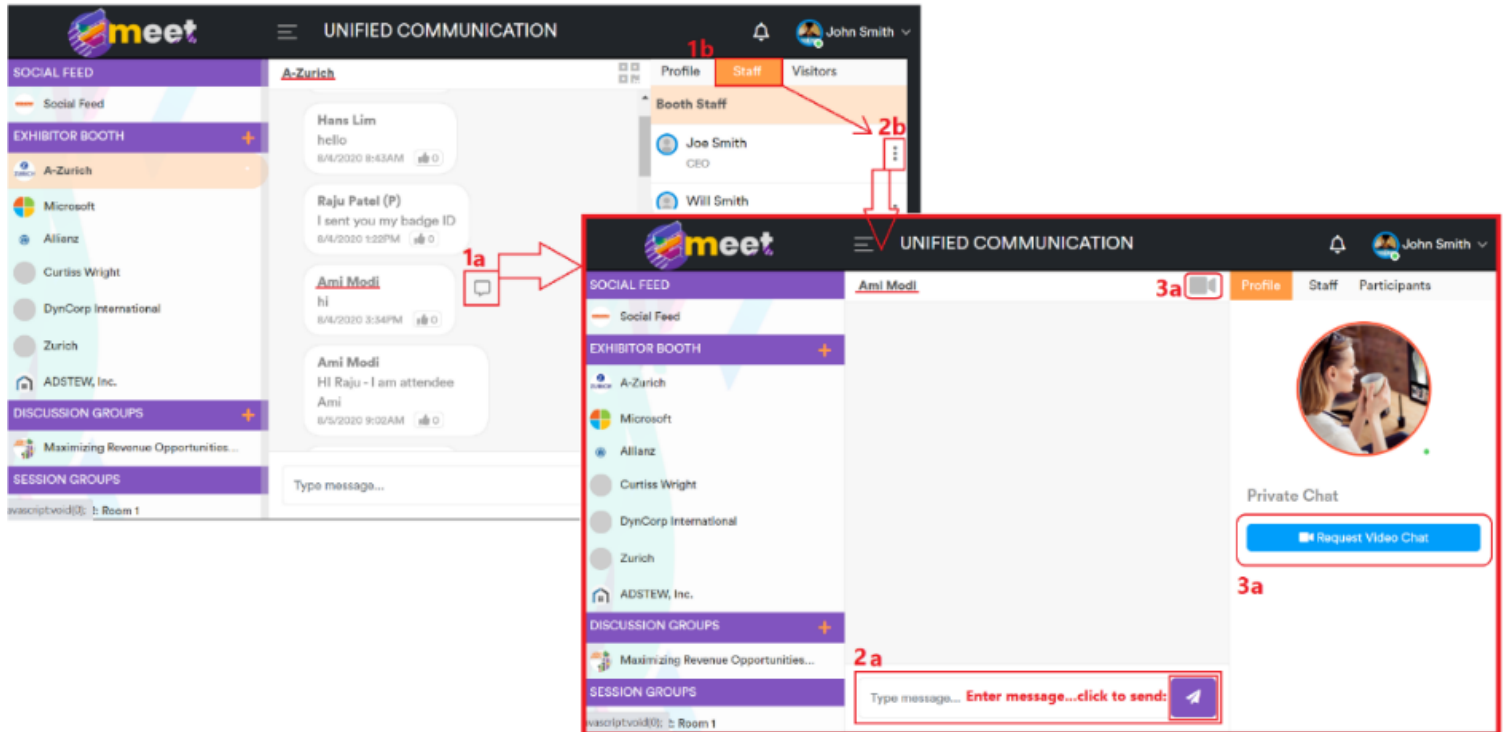 meet
UNIFIED COMMUNICATION
John Smith
SOCIAL FEED
Social Feed
EXHIBITOR BOOTH +
A-Zurich
Microsoft
Allianz
Curtiss Wright
DynCorp International
Zurich
ADSTEW, Inc.
DISCUSSION GROUPS +
Maximizing Revenue Opportunities...
SESSION GROUPS
Room 1
A-Zurich
Hans Lim
hello
8/4/2020 8:43AM 0
Raju Patel (P)
I sent you my badge ID
8/4/2020 1:22PM 0
1a
Ami Modi
hi
8/4/2020 3:34PM 0
Ami Modi
HI Raju - I am attendee
Ami
8/5/2020 9:02AM 0
Type message...
1b
Profile Staff Visitors
Booth Staff
2b
Joe Smith
CEO
Will Smith
meet
UNIFIED COMMUNICATION
John Smith
SOCIAL FEED
Social Feed
EXHIBITOR BOOTH +
A-Zurich
Microsoft
Allianz
Curtiss Wright
DynCorp International
Zurich
ADSTEW, Inc.
DISCUSSION GROUPS +
Maximizing Revenue Opportunities...
SESSION GROUPS
Room 1
Ami Modi
3a
2a
Type message... Enter message...click to send:
Profile Staff Participants
Private Chat
Request Video Chat
3a